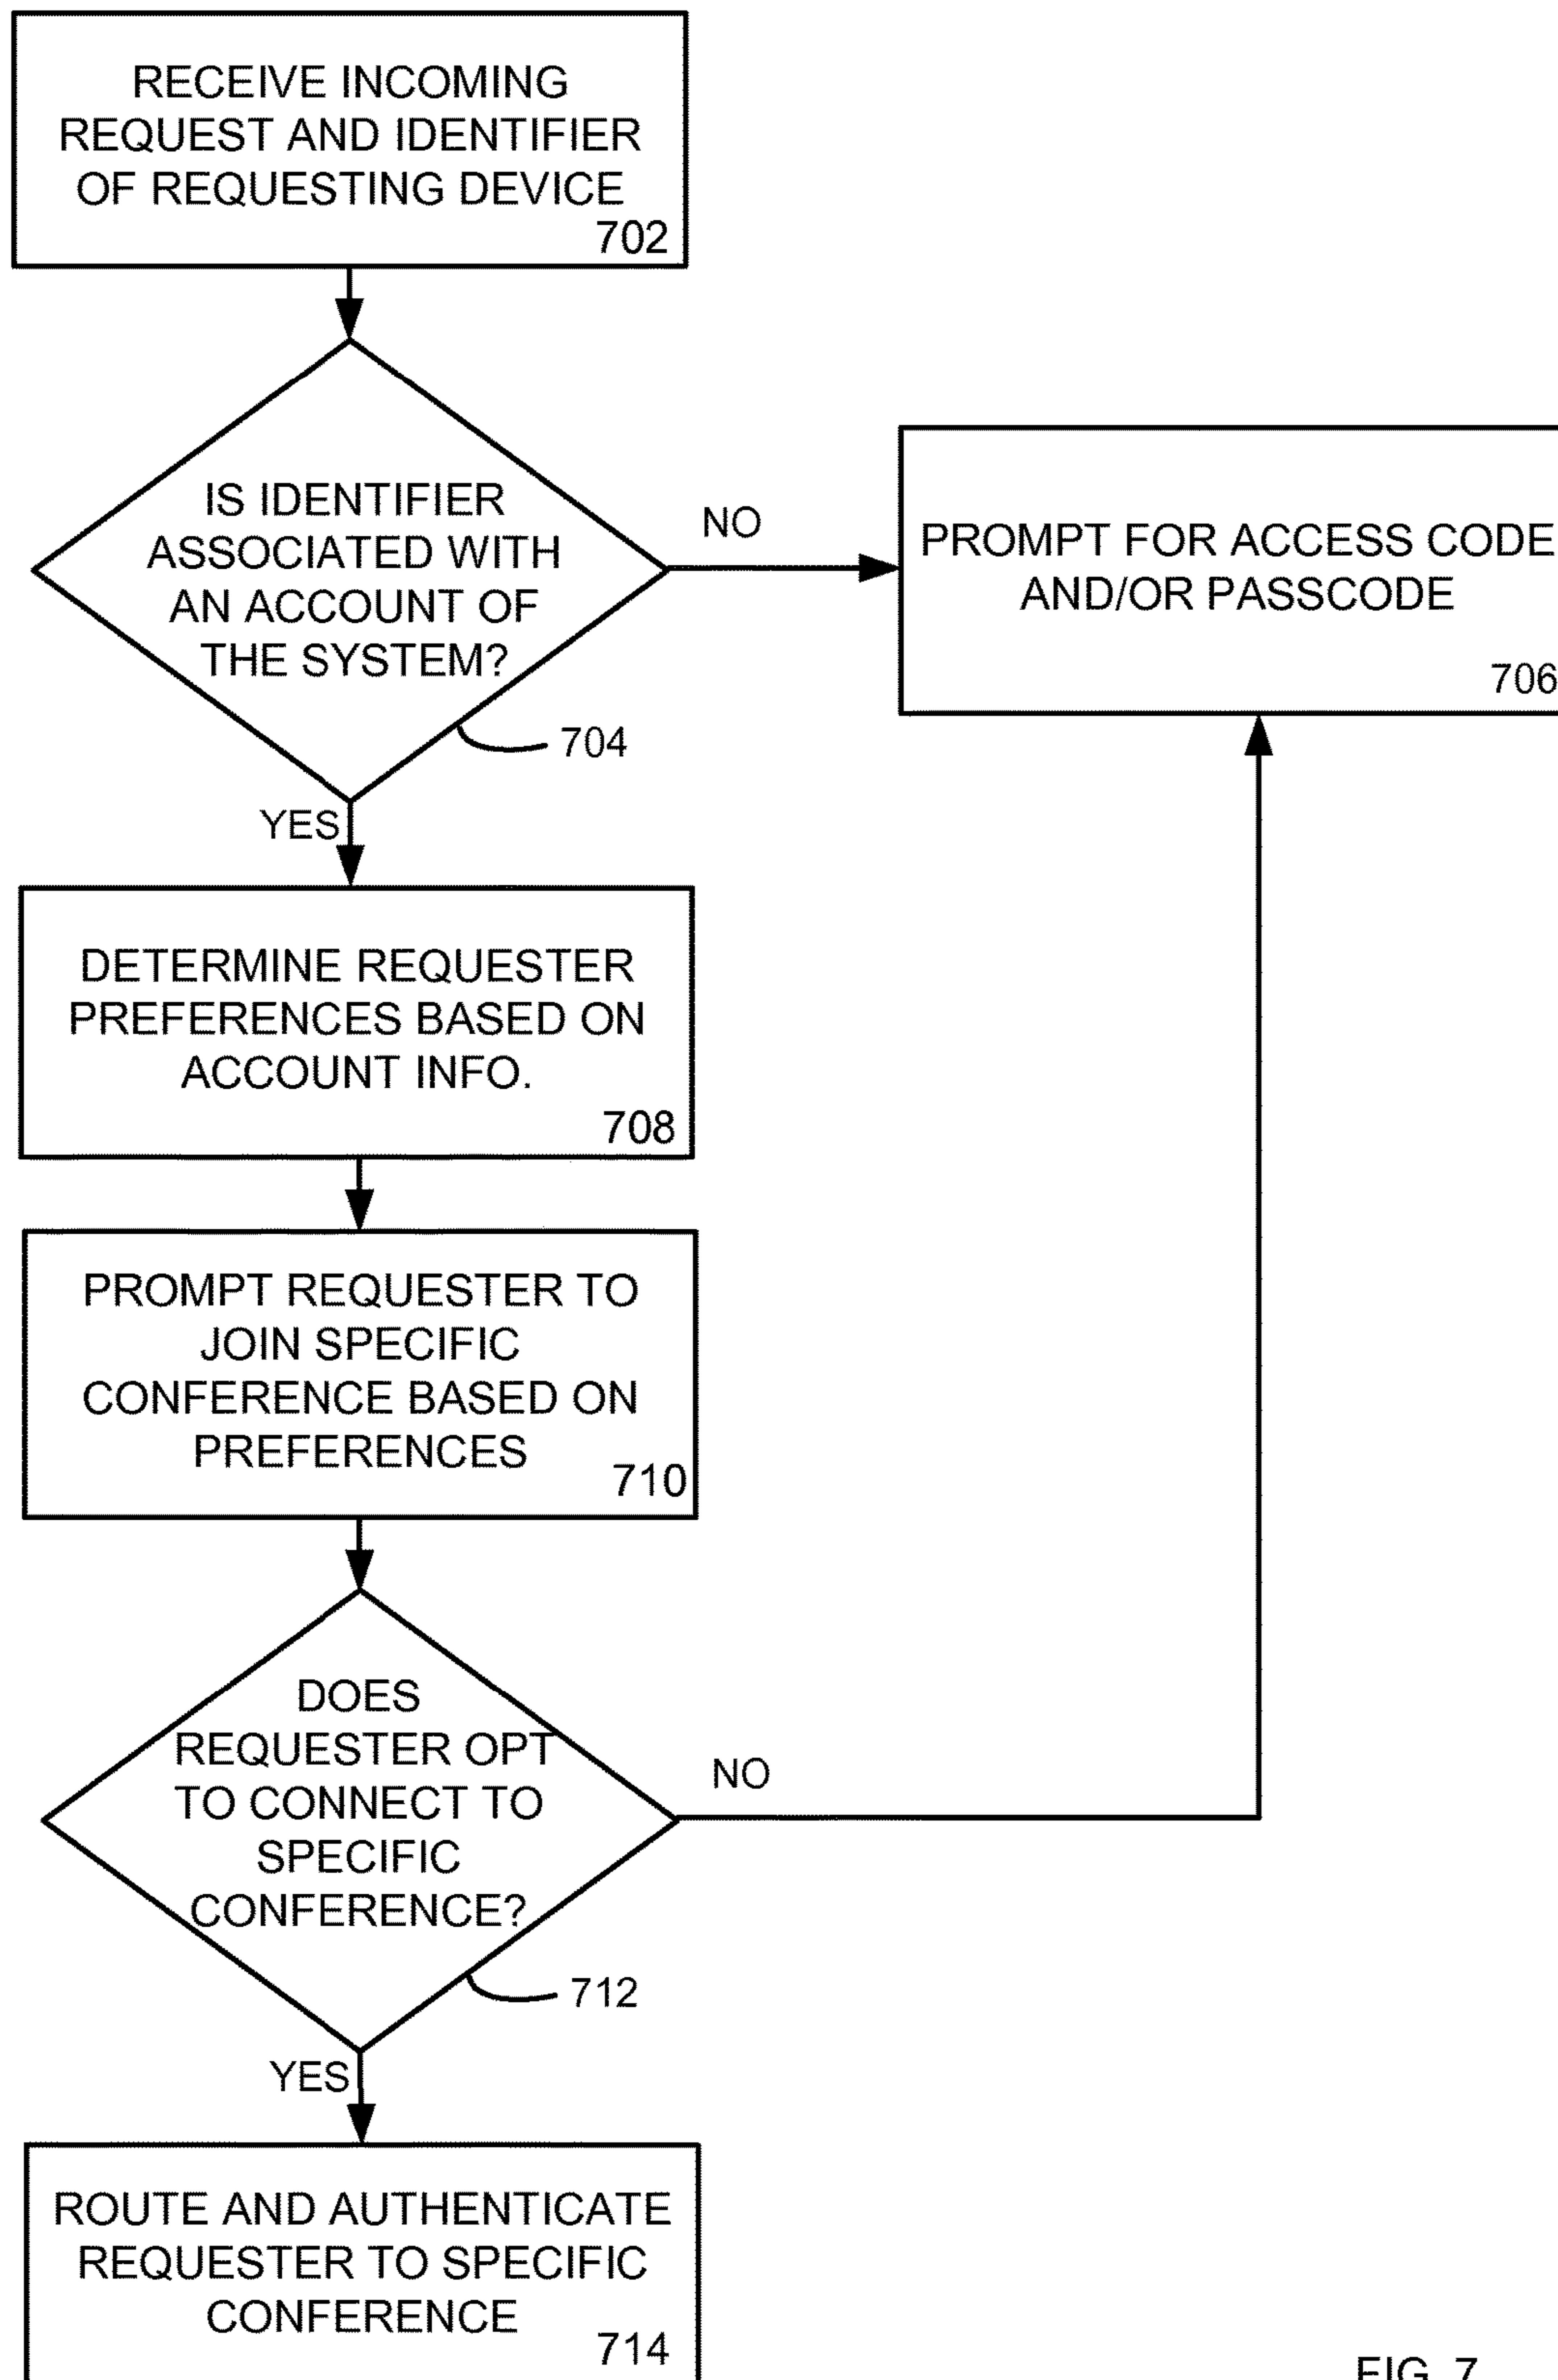 RECEIVE INCOMING
REQUEST AND IDENTIFIER
OF REQUESTING DEVICE
702
IS IDENTIFIER
ASSOCIATED WITH
AN ACCOUNT OF
THE SYSTEM?
704
NO
PROMPT FOR ACCESS CODE
AND/OR PASSCODE
706
YES
DETERMINE REQUESTER
PREFERENCES BASED ON
ACCOUNT INFO.
708
PROMPT REQUESTER TO
JOIN SPECIFIC
CONFERENCE BASED ON
PREFERENCES
710
DOES
REQUESTER OPT
TO CONNECT TO
SPECIFIC
CONFERENCE?
712
NO
YES
ROUTE AND AUTHENTICATE
REQUESTER TO SPECIFIC
CONFERENCE
714
FIG. 7